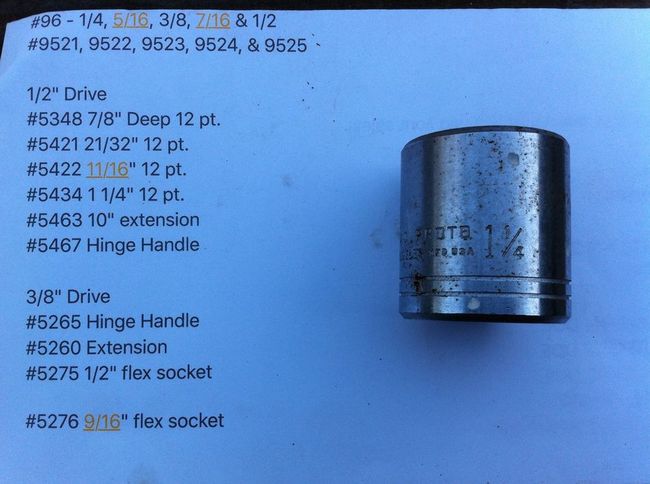 #96 - 1/4, 5/16, 3/8, 7/16 & 1/2
#9521, 9522, 9523, 9524, & 9525
1/2" Drive
#5348 7/8" Deep 12 pt.
#5421 21/32" 12 pt.
#5422 11/16" 12 pt.
#5434 1 1/4" 12 pt.
#5463 10" extension
#5467 Hinge Handle
3/8" Drive
#5265 Hinge Handle
#5260 Extension
#5275 1/2" flex socket
#5276 9/16" flex socket
1 1/4
USA